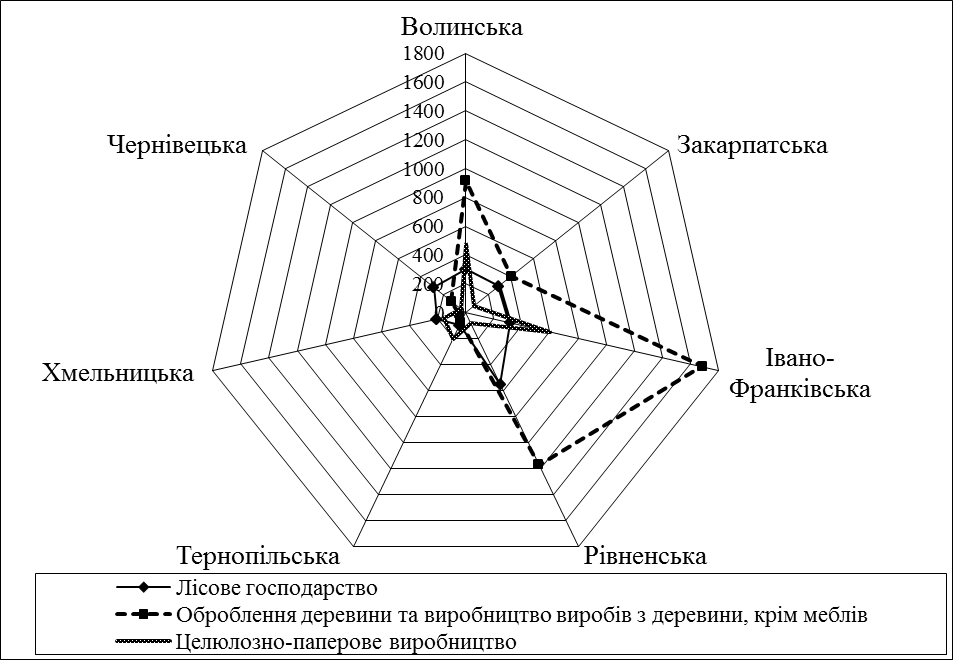 Волинська
1800
1600
1400
1200
1000
800
600
400
200
0
Чернівецька
Закарпатська
Хмельницька
Івано-
Франківська
Тернопільська
Рівненська
Лісове господарство
Оброблення деревини та виробництво виробів з деревини, крім меблів
Целюлозно-паперове виробництво